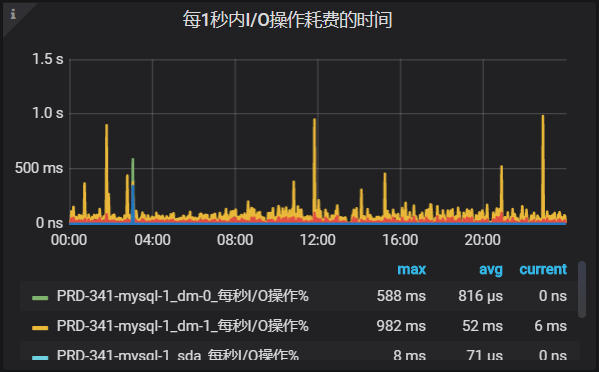 i
每1秒内I/O操作耗费的时间
1.5 s
1.0 s
500 ms
0 ns
00:00 04:00 08:00 12:00 16:00 20:00
max avg current
PRD-341-mysql-1_dm-0_每秒I/O操作% 588 ms 816 µs 0 ns
PRD-341-mysql-1_dm-1_每秒I/O操作% 982 ms 52 ms 6 ms
PRD-341-mysql-1_sda_每秒I/O操作% 8 ms 71 µs 0 ns